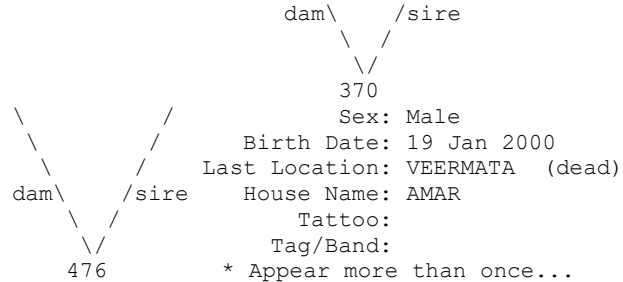 dam\ /sire
\ /
\/
370
\ / Sex: Male
\ / Birth Date: 19 Jan 2000
\ / Last Location: VEERMATA (dead)
dam\ /sire House Name: AMAR
\ / Tattoo:
\/ Tag/Band:
476 * Appear more than once...